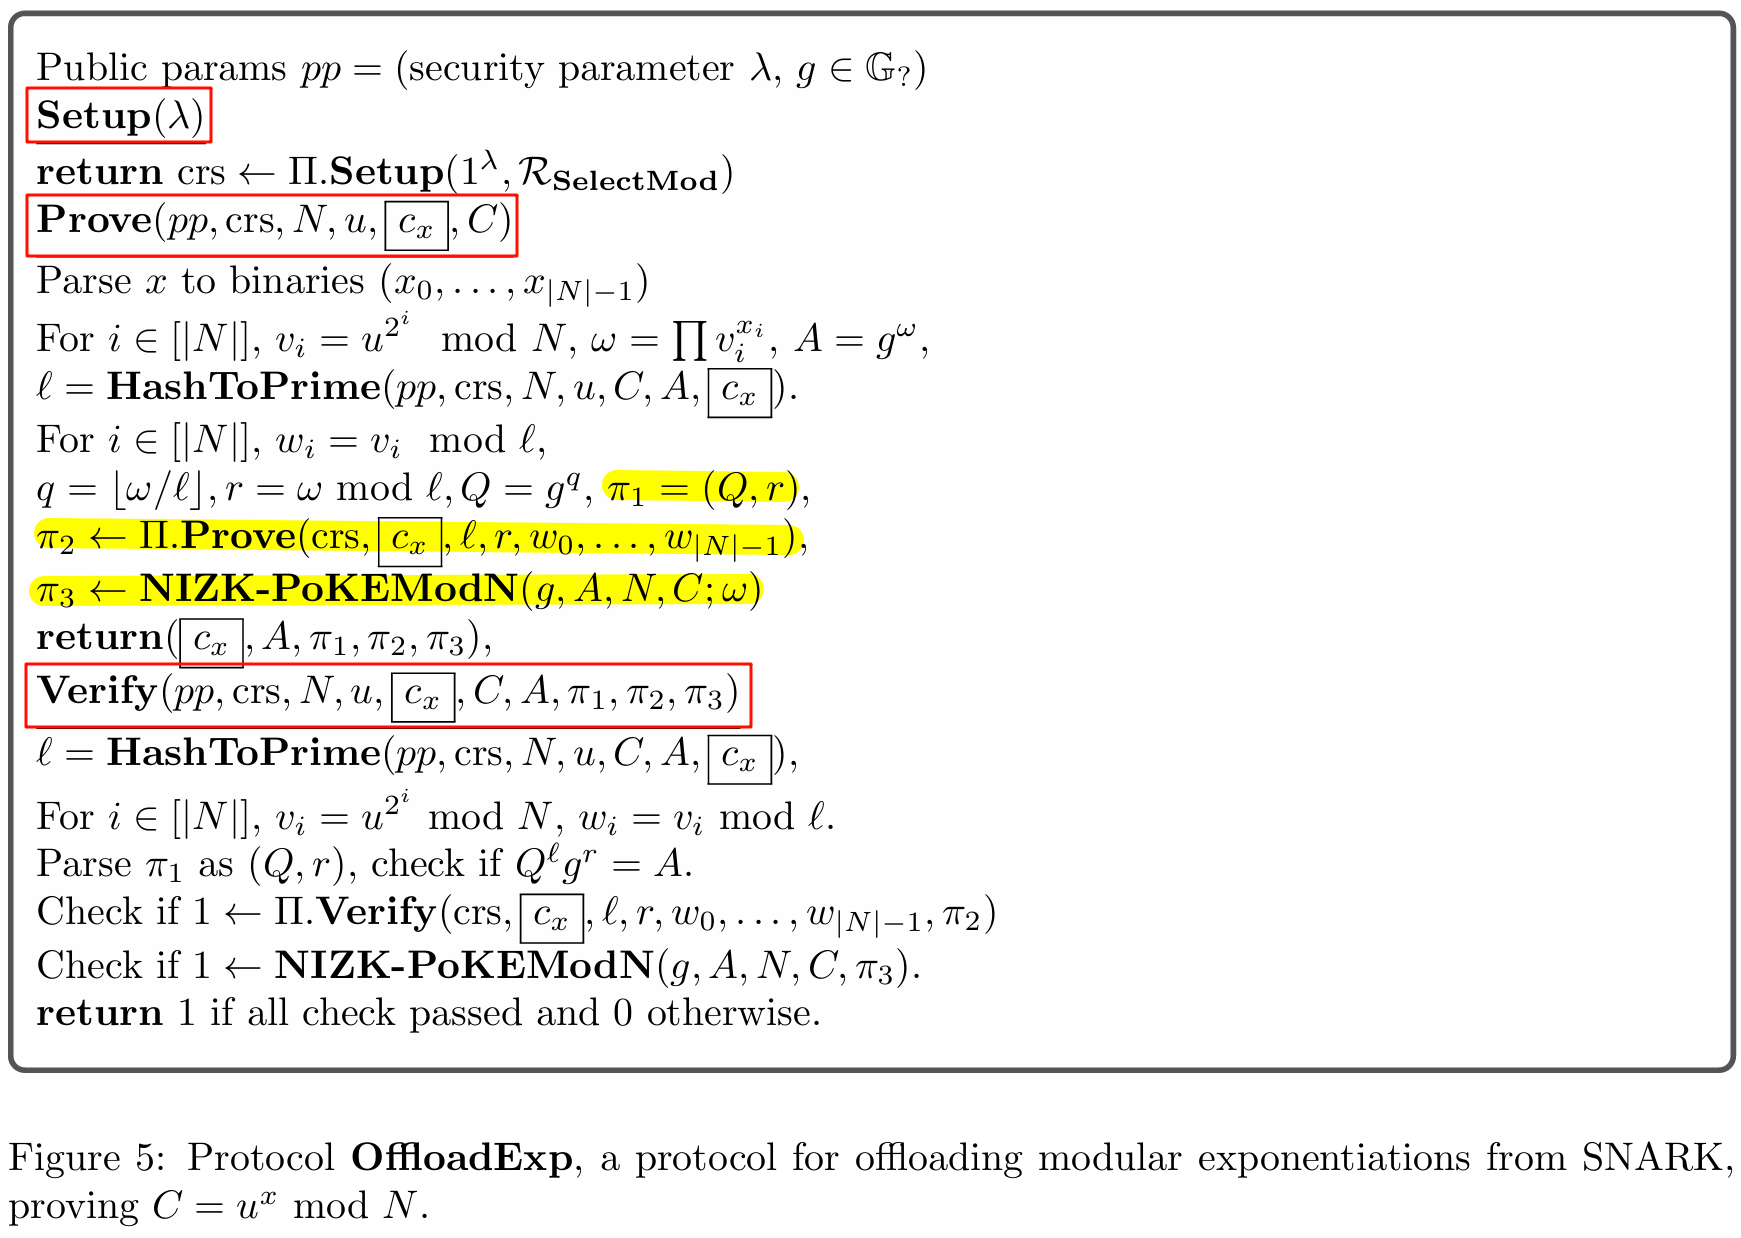 Public params pp = (security parameter λ, g ∈ 𝔾?)
Setup(λ)
return crs ← Π.Setup(1^λ, ℛ_SelectMod)
Prove(pp, crs, N, u, c_x, C)
Parse x to binaries (x_0, . . . , x_{|N|−1})
For i ∈ [|N|], v_i = u^{2^i} mod N, ω = ∏ v_i^{x_i}, A = g^ω,
ℓ = HashToPrime(pp, crs, N, u, C, A, c_x).
For i ∈ [|N|], w_i = v_i mod ℓ,
q = ⌊ω/ℓ⌋, r = ω mod ℓ, Q = g^q, π_1 = (Q, r),
π_2 ← Π.Prove(crs, c_x, ℓ, r, w_0, . . . , w_{|N|−1}),
π_3 ← NIZK-PoKEModN(g, A, N, C; ω)
return(c_x, A, π_1, π_2, π_3),
Verify(pp, crs, N, u, c_x, C, A, π_1, π_2, π_3)
ℓ = HashToPrime(pp, crs, N, u, C, A, c_x),
For i ∈ [|N|], v_i = u^{2^i} mod N, w_i = v_i mod ℓ.
Parse π_1 as (Q, r), check if Q^ℓ g^r = A.
Check if 1 ← Π.Verify(crs, c_x, ℓ, r, w_0, . . . , w_{|N|−1}, π_2)
Check if 1 ← NIZK-PoKEModN(g, A, N, C, π_3).
return 1 if all check passed and 0 otherwise.
Figure 5: Protocol OffloadExp, a protocol for offloading modular exponentiations from SNARK,
proving C = u^x mod N.